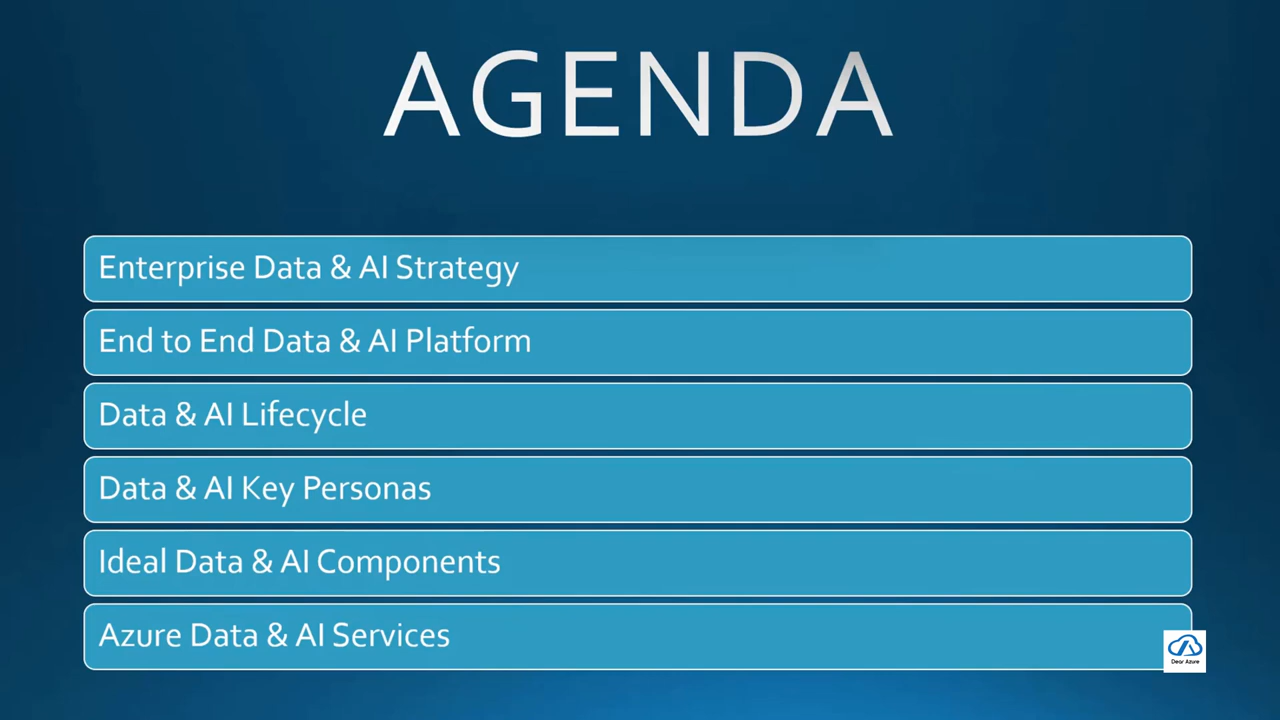 AGENDA
Enterprise Data & AI Strategy
End to End Data & AI Platform
Data & AI Lifecycle
Data & AI Key Personas
Ideal Data & AI Components
Azure Data & AI Services
Dear Azure